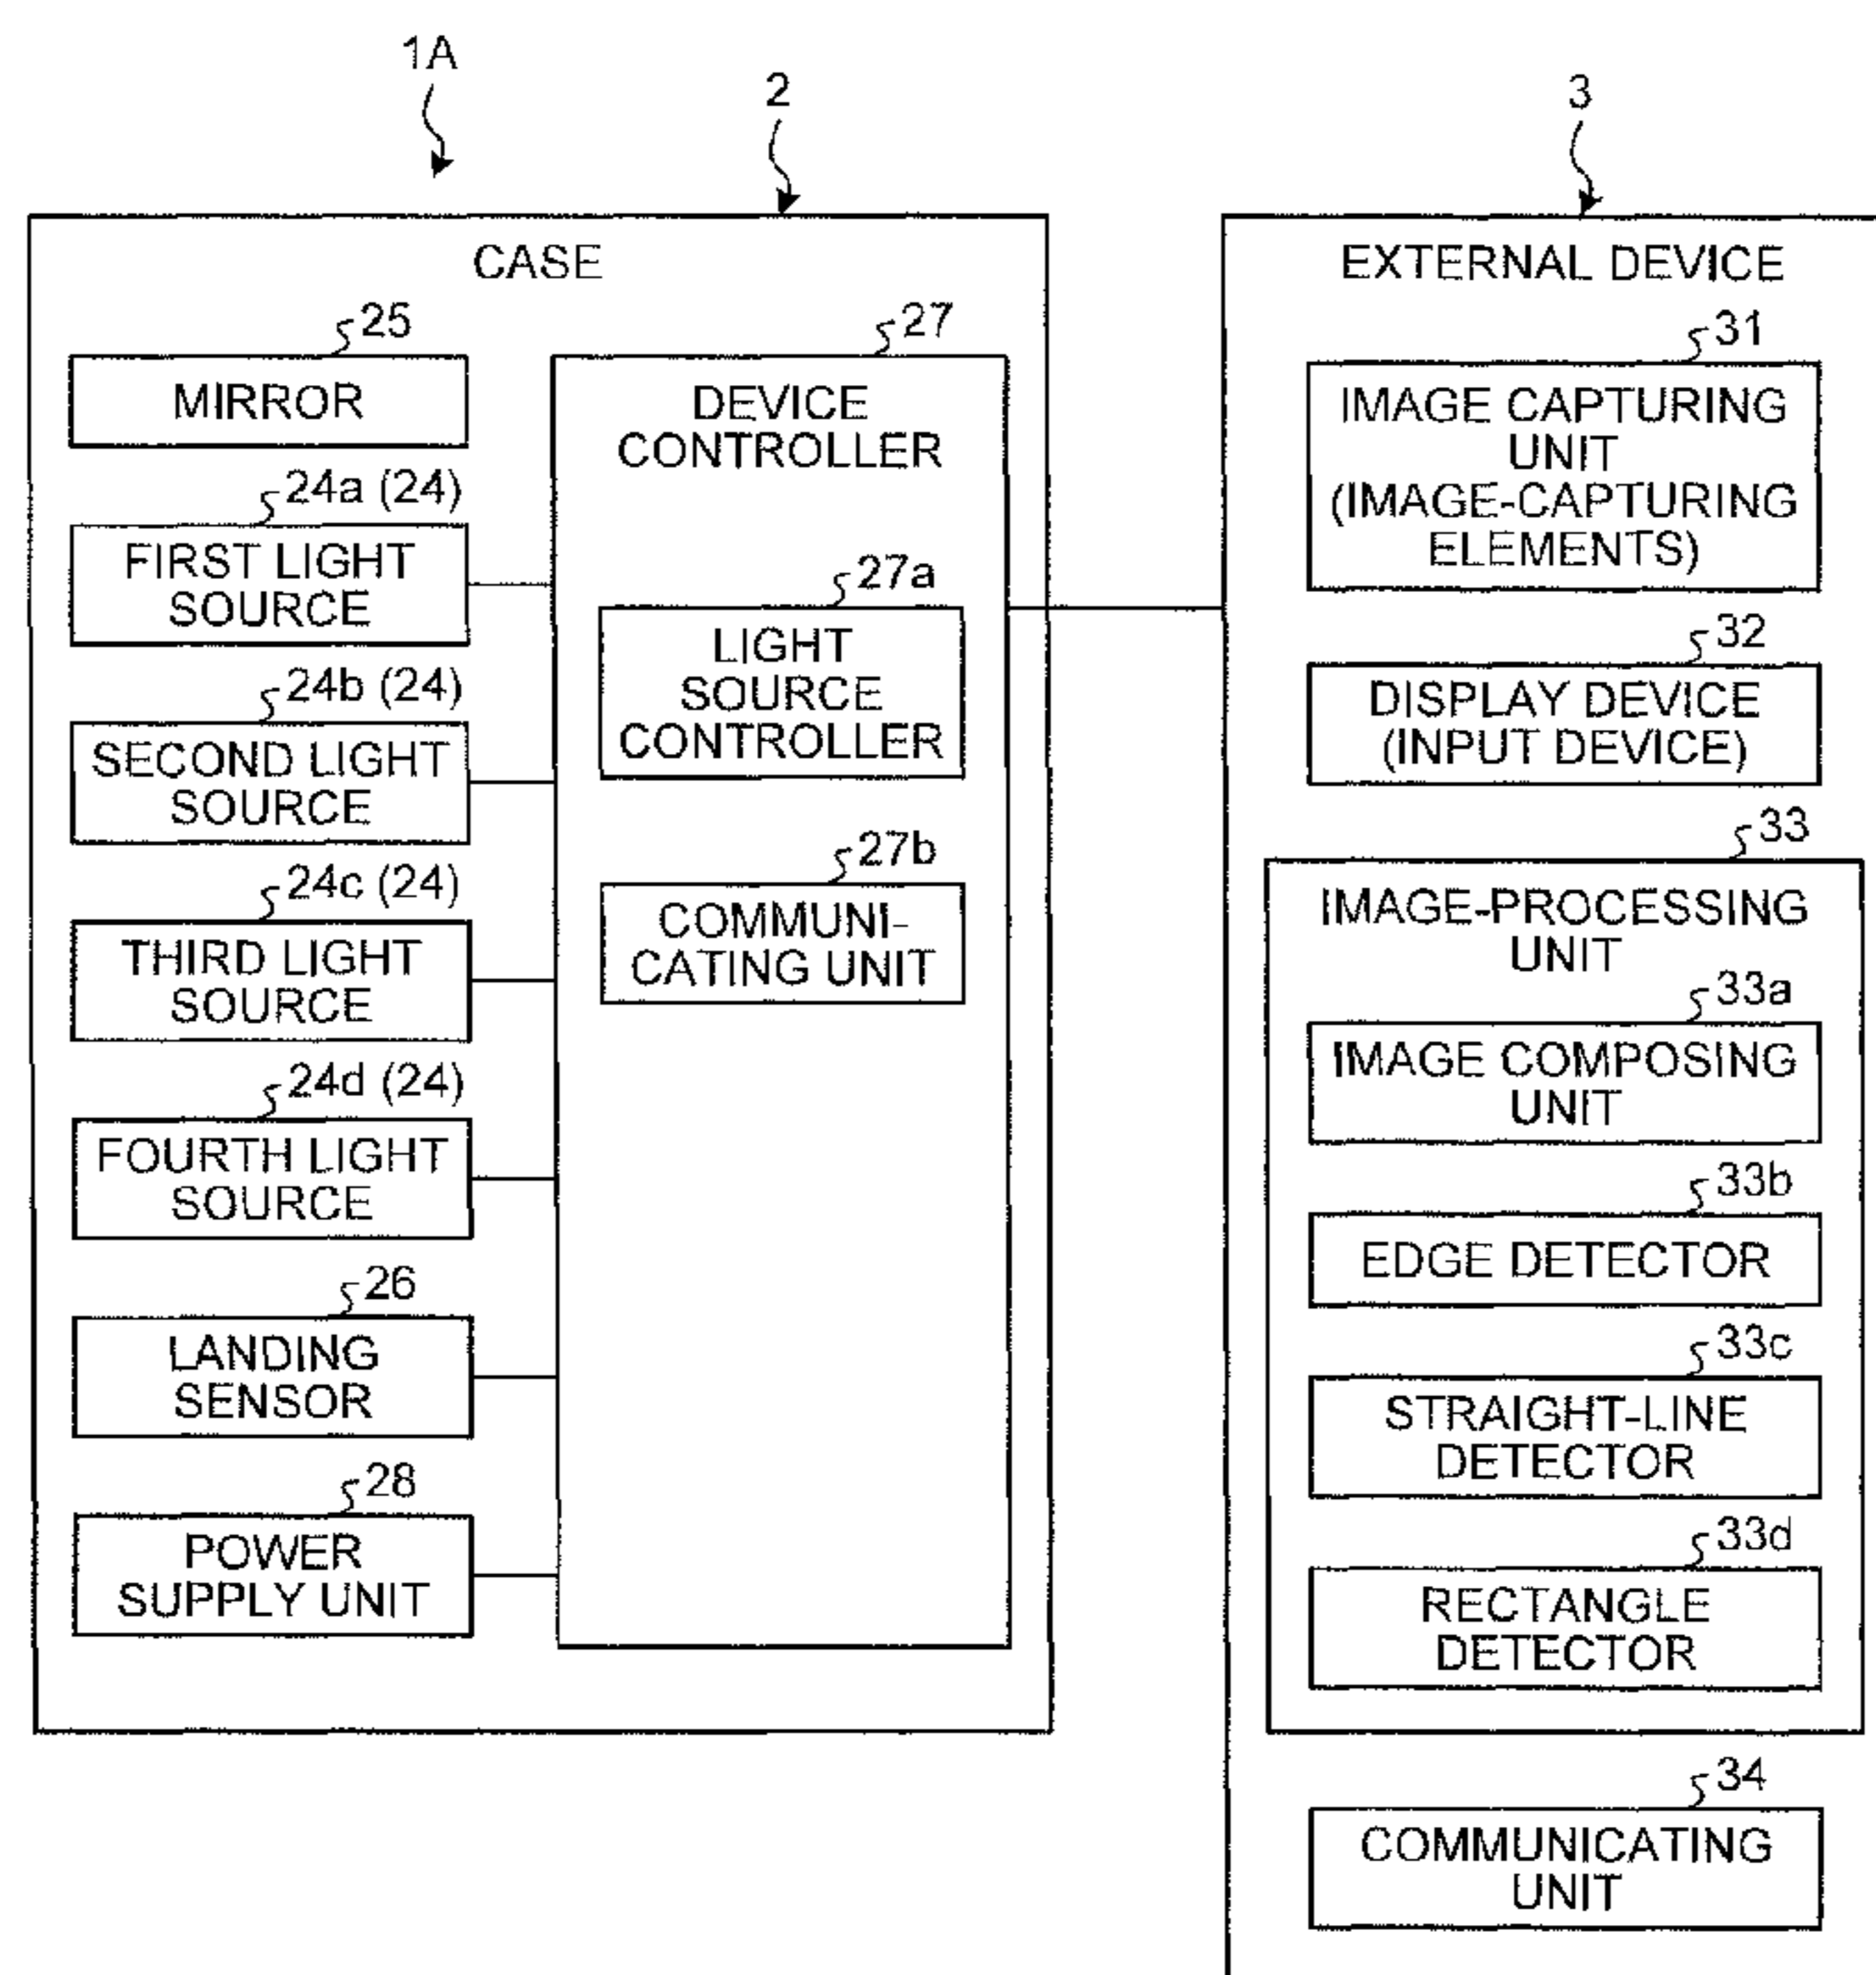 1A
2
3
CASE
25
MIRROR
24a (24)
FIRST LIGHT
SOURCE
24b (24)
SECOND LIGHT
SOURCE
24c (24)
THIRD LIGHT
SOURCE
24d (24)
FOURTH LIGHT
SOURCE
26
LANDING
SENSOR
28
POWER
SUPPLY UNIT
27
DEVICE
CONTROLLER
27a
LIGHT
SOURCE
CONTROLLER
27b
COMMUNI-
CATING UNIT
EXTERNAL DEVICE
31
IMAGE CAPTURING
UNIT
(IMAGE-CAPTURING
ELEMENTS)
32
DISPLAY DEVICE
(INPUT DEVICE)
33
IMAGE-PROCESSING
UNIT
33a
IMAGE COMPOSING
UNIT
33b
EDGE DETECTOR
33c
STRAIGHT-LINE
DETECTOR
33d
RECTANGLE
DETECTOR
34
COMMUNICATING
UNIT